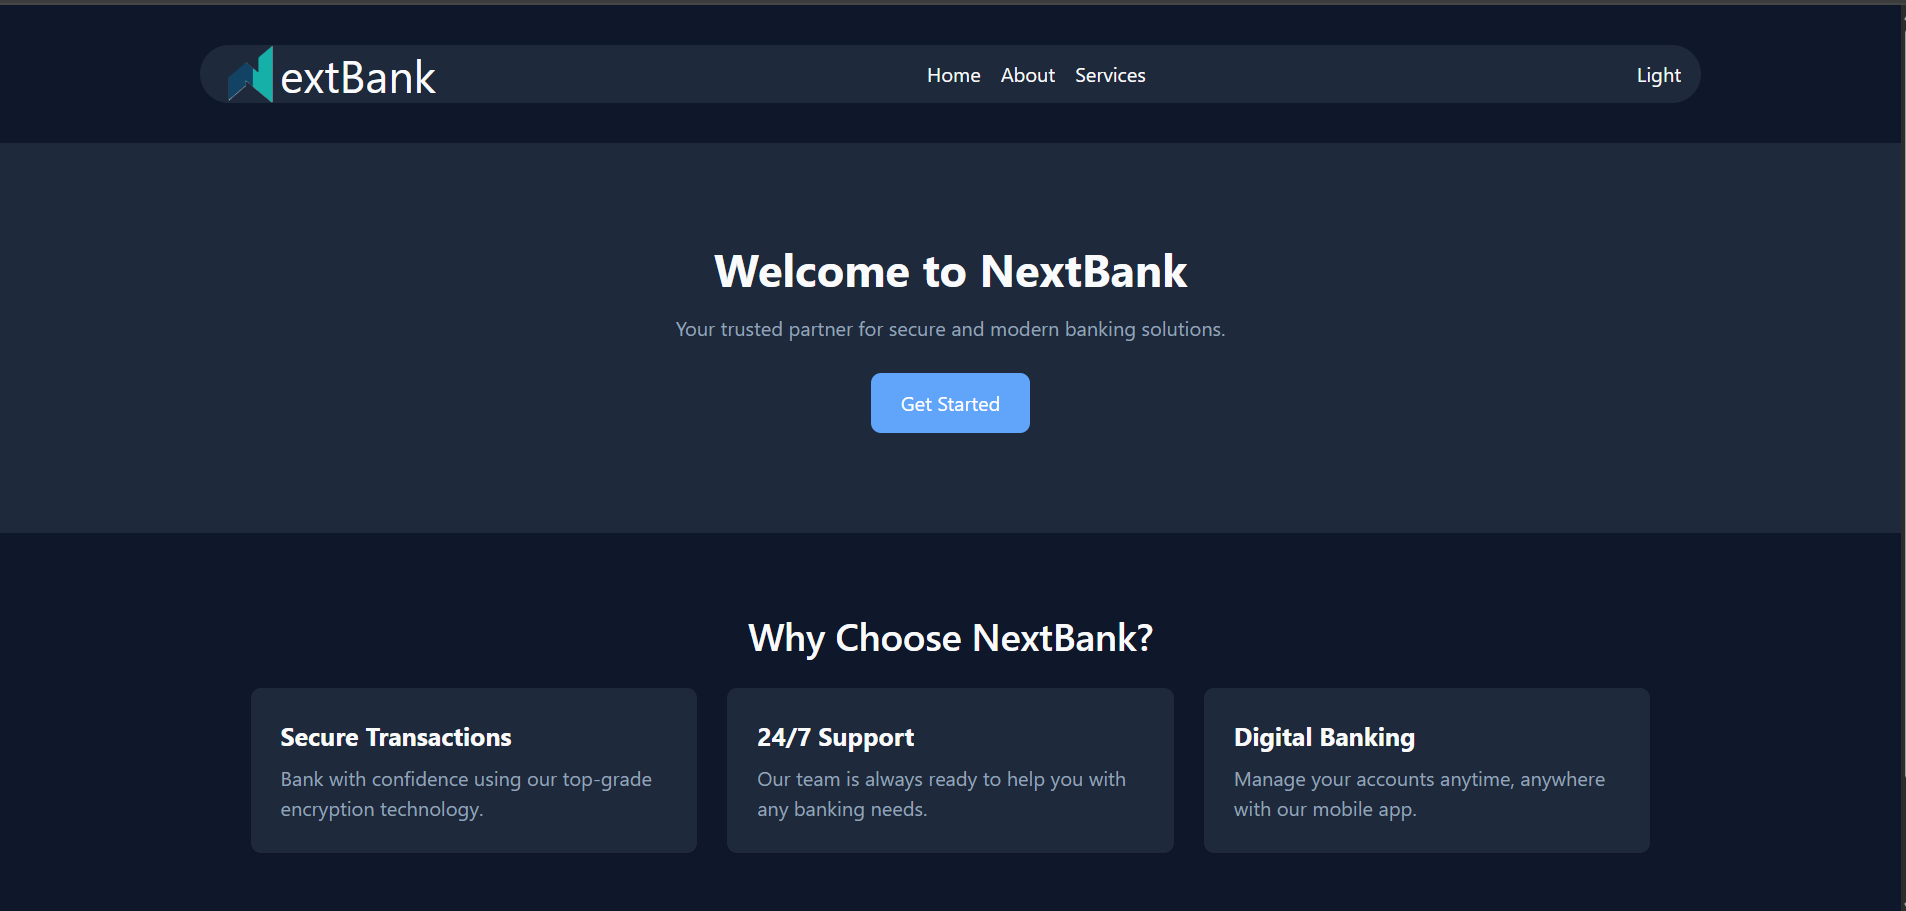 extBank
Home About Services
Light
Welcome to NextBank
Your trusted partner for secure and modern banking solutions.
Get Started
Why Choose NextBank?
Secure Transactions
Bank with confidence using our top-grade
encryption technology.
24/7 Support
Our team is always ready to help you with
any banking needs.
Digital Banking
Manage your accounts anytime, anywhere
with our mobile app.